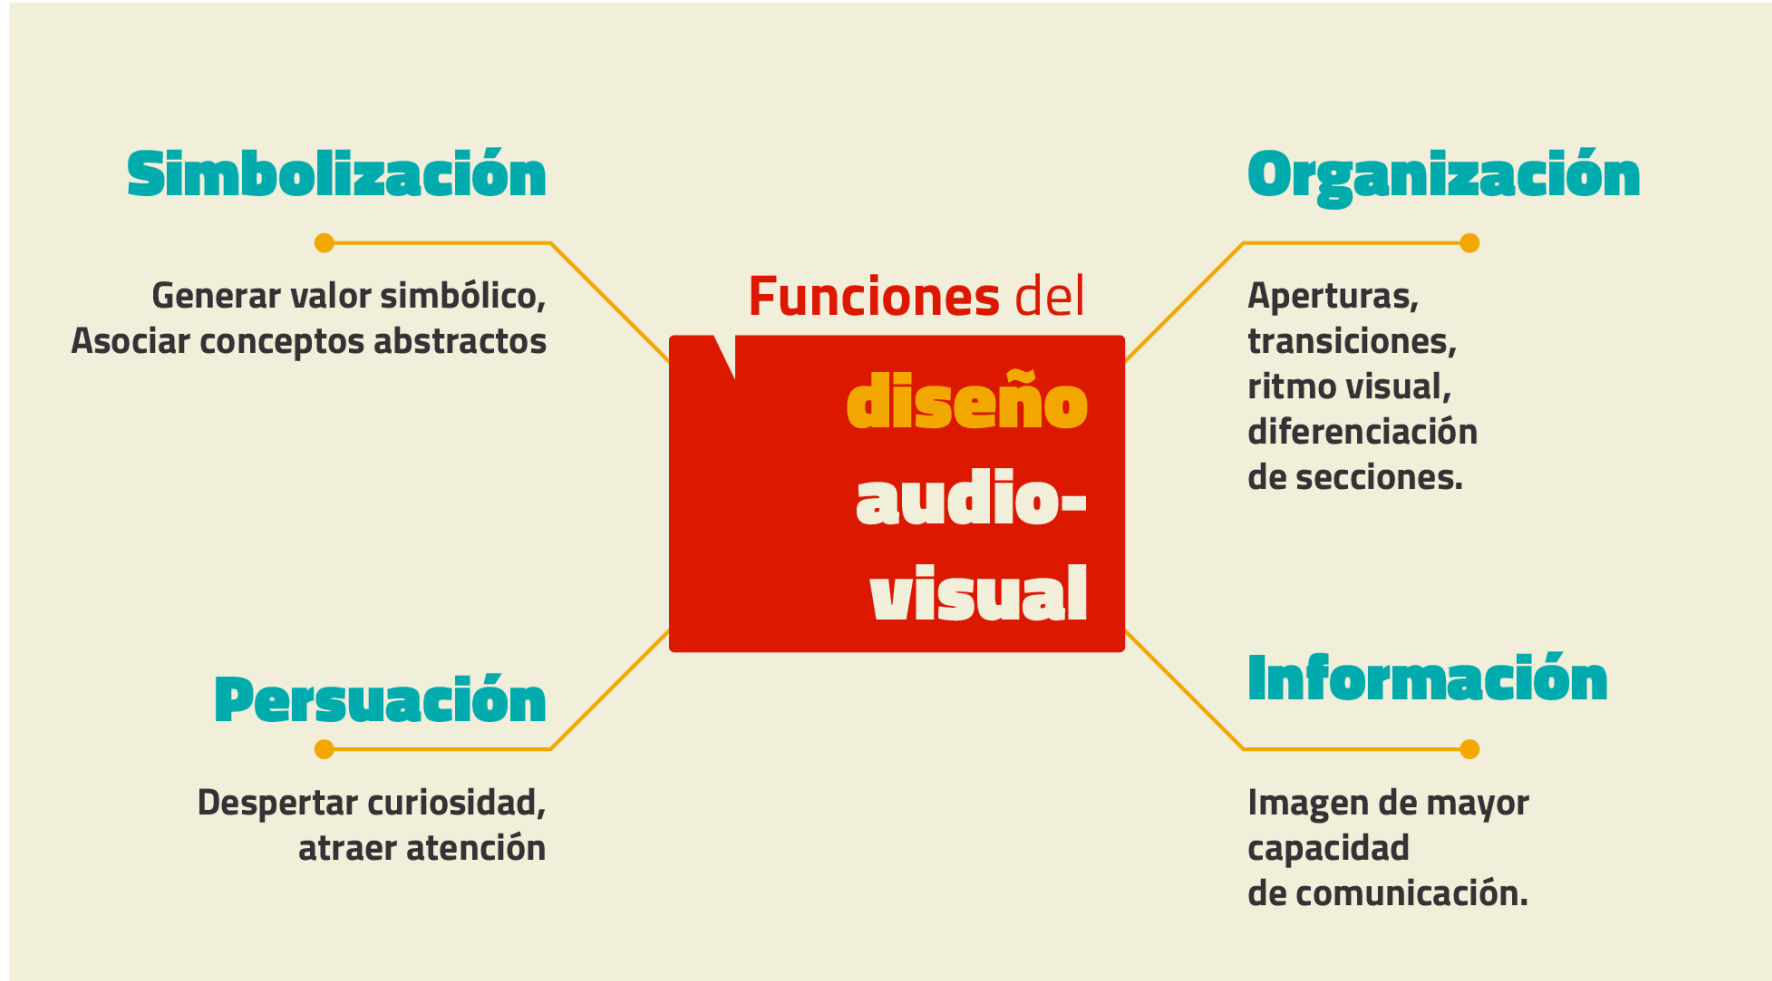 Funciones del
diseño
audio-
visual
Simbolización
Generar valor simbólico,
Asociar conceptos abstractos
Organización
Aperturas,
transiciones,
ritmo visual,
diferenciación
de secciones.
Persuación
Despertar curiosidad,
atraer atención
Información
Imagen de mayor
capacidad
de comunicación.